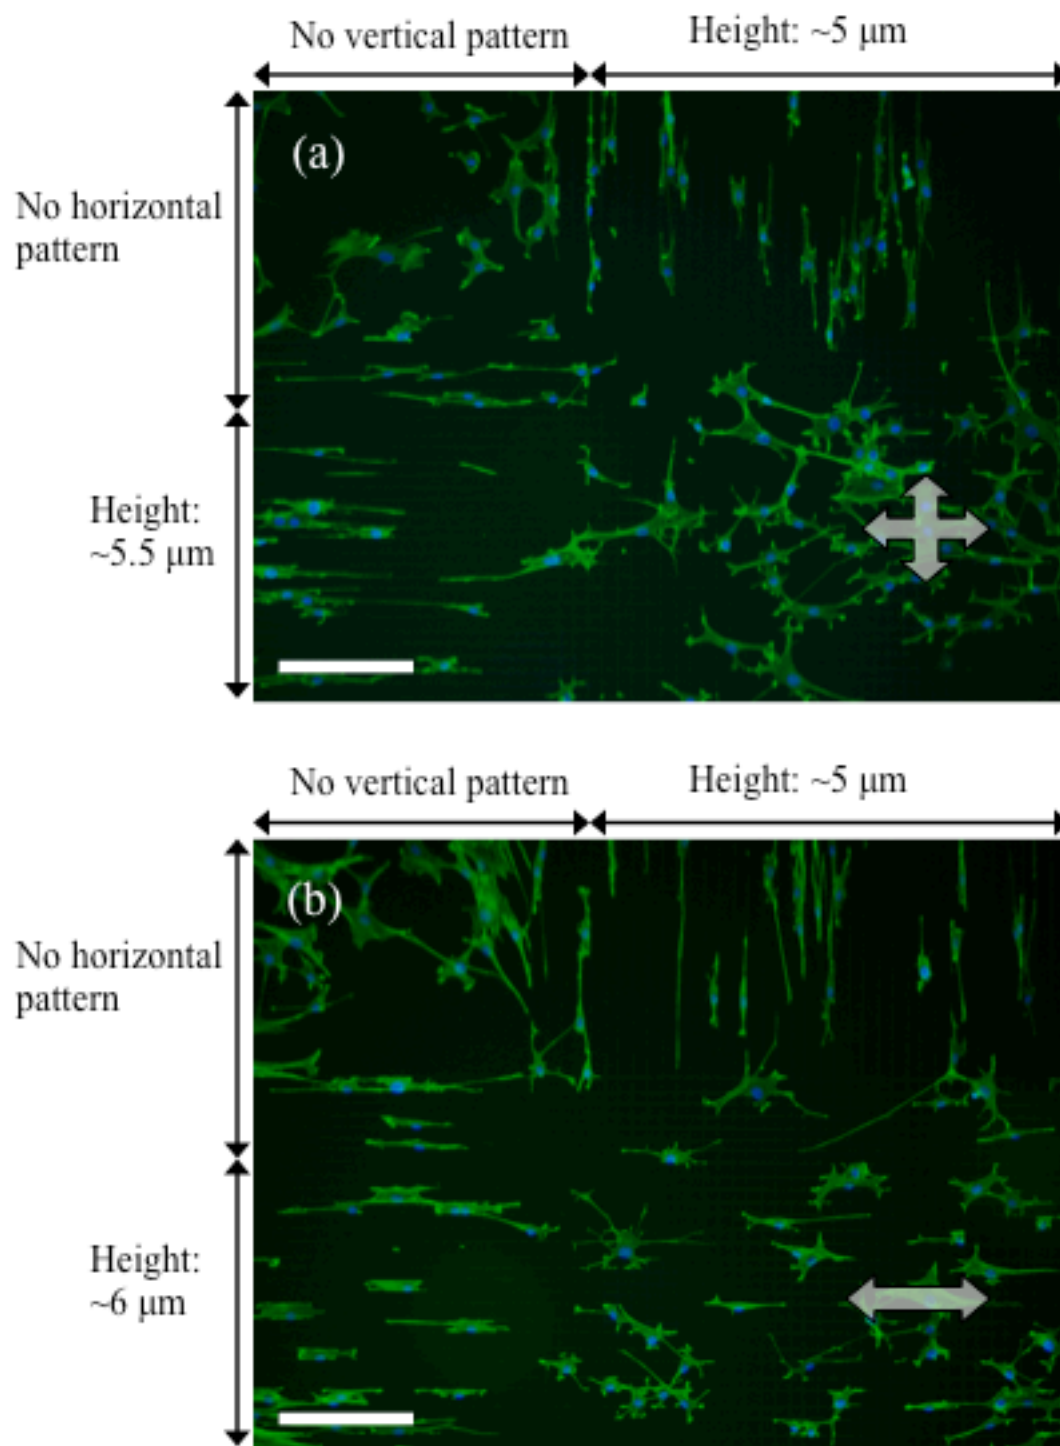 No vertical pattern
Height: ~5 μm
(a)
No horizontal
pattern
Height:
~5.5 μm
No vertical pattern
Height: ~5 μm
(b)
No horizontal
pattern
Height:
~6 μm